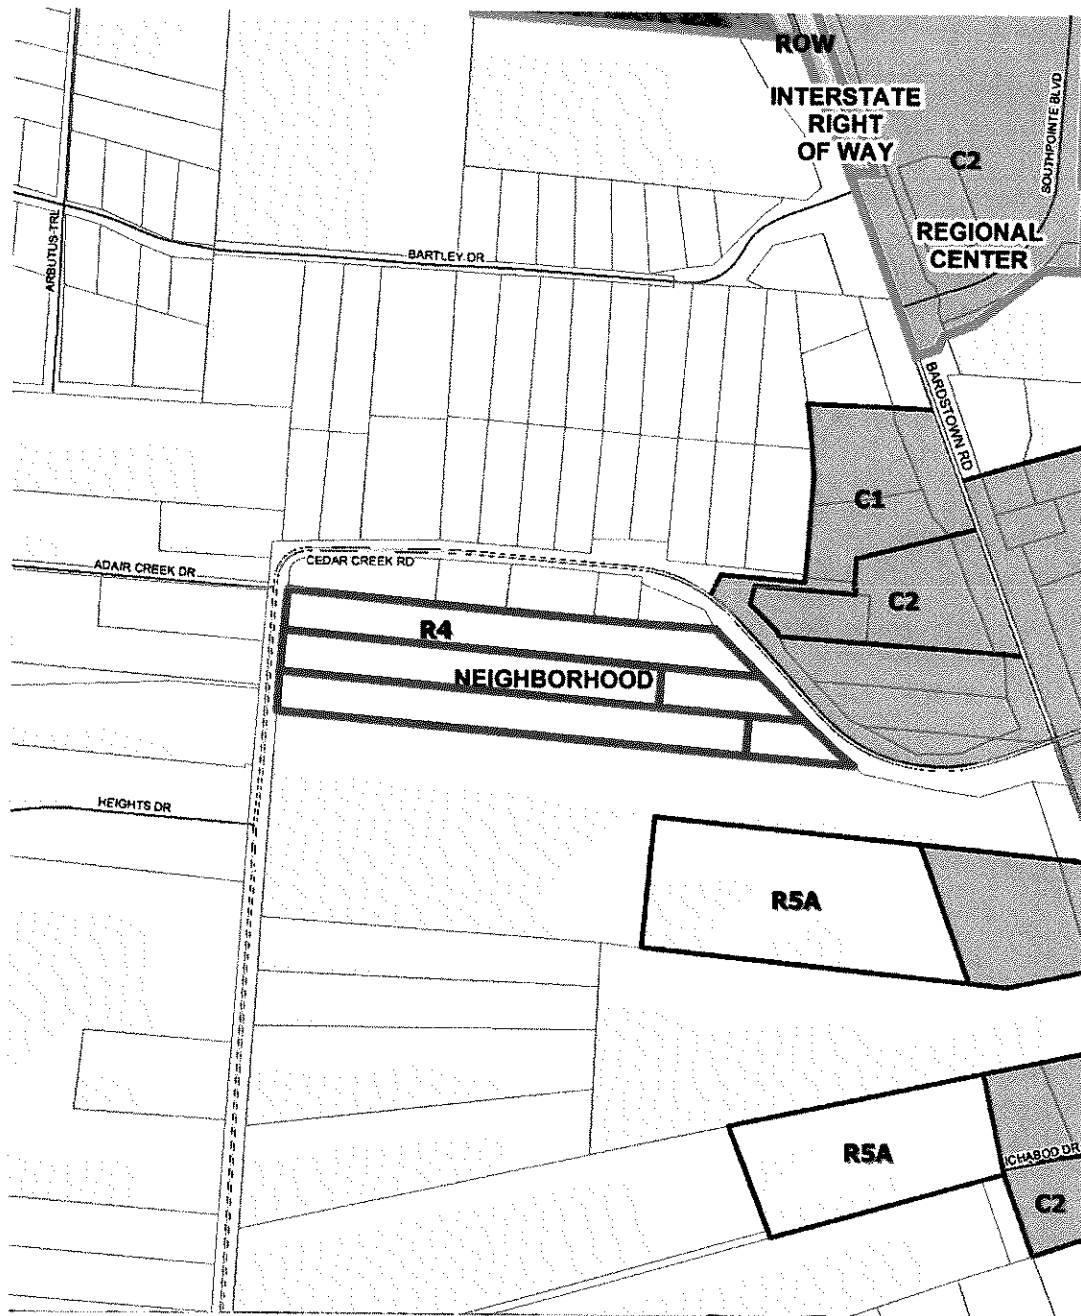 ROW
INTERSTATE
RIGHT
OF WAY
SOUTHPOINTE BLVD
C2
REGIONAL
CENTER
ARBUTUS TRL
BARTLEY DR
BARDSTOWN RD
C1
CEDAR CREEK RD
ADAIR CREEK DR
C2
R4
NEIGHBORHOOD
HEIGHTS DR
R5A
R5A
ICHABOD DR
C2